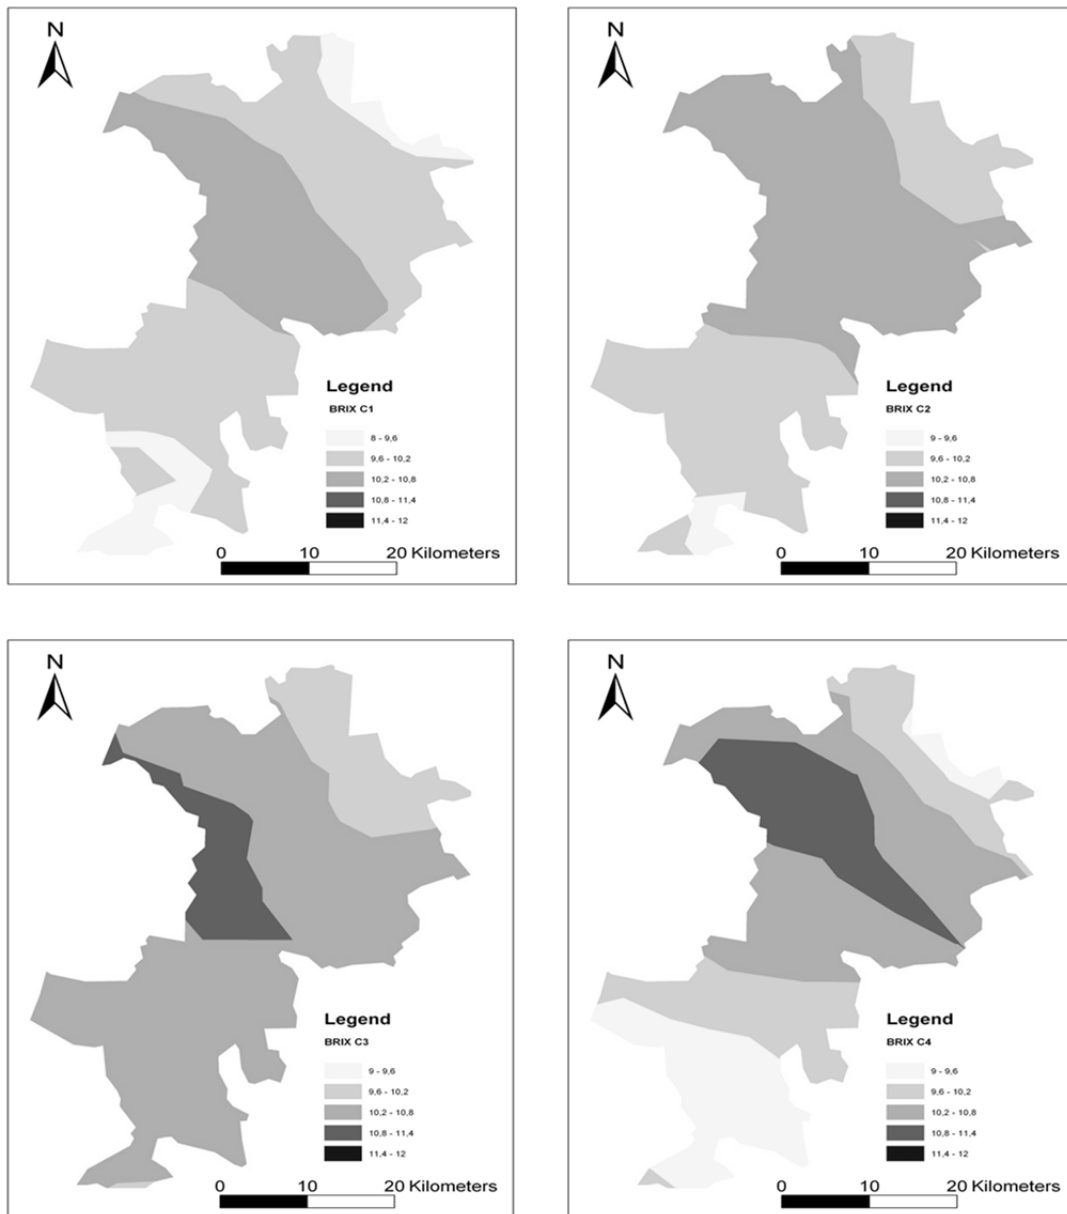 N
Legend
BRIX C1
8 - 9,6
9,6 - 10,2
10,2 - 10,8
10,8 - 11,4
11,4 - 12
0 10 20 Kilometers
N
Legend
BRIX C2
9 - 9,6
9,6 - 10,2
10,2 - 10,8
10,8 - 11,4
11,4 - 12
0 10 20 Kilometers
N
Legend
BRIX C3
9 - 9,6
9,6 - 10,2
10,2 - 10,8
10,8 - 11,4
11,4 - 12
0 10 20 Kilometers
N
Legend
BRIX C4
9 - 9,6
9,6 - 10,2
10,2 - 10,8
10,8 - 11,4
11,4 - 12
0 10 20 Kilometers